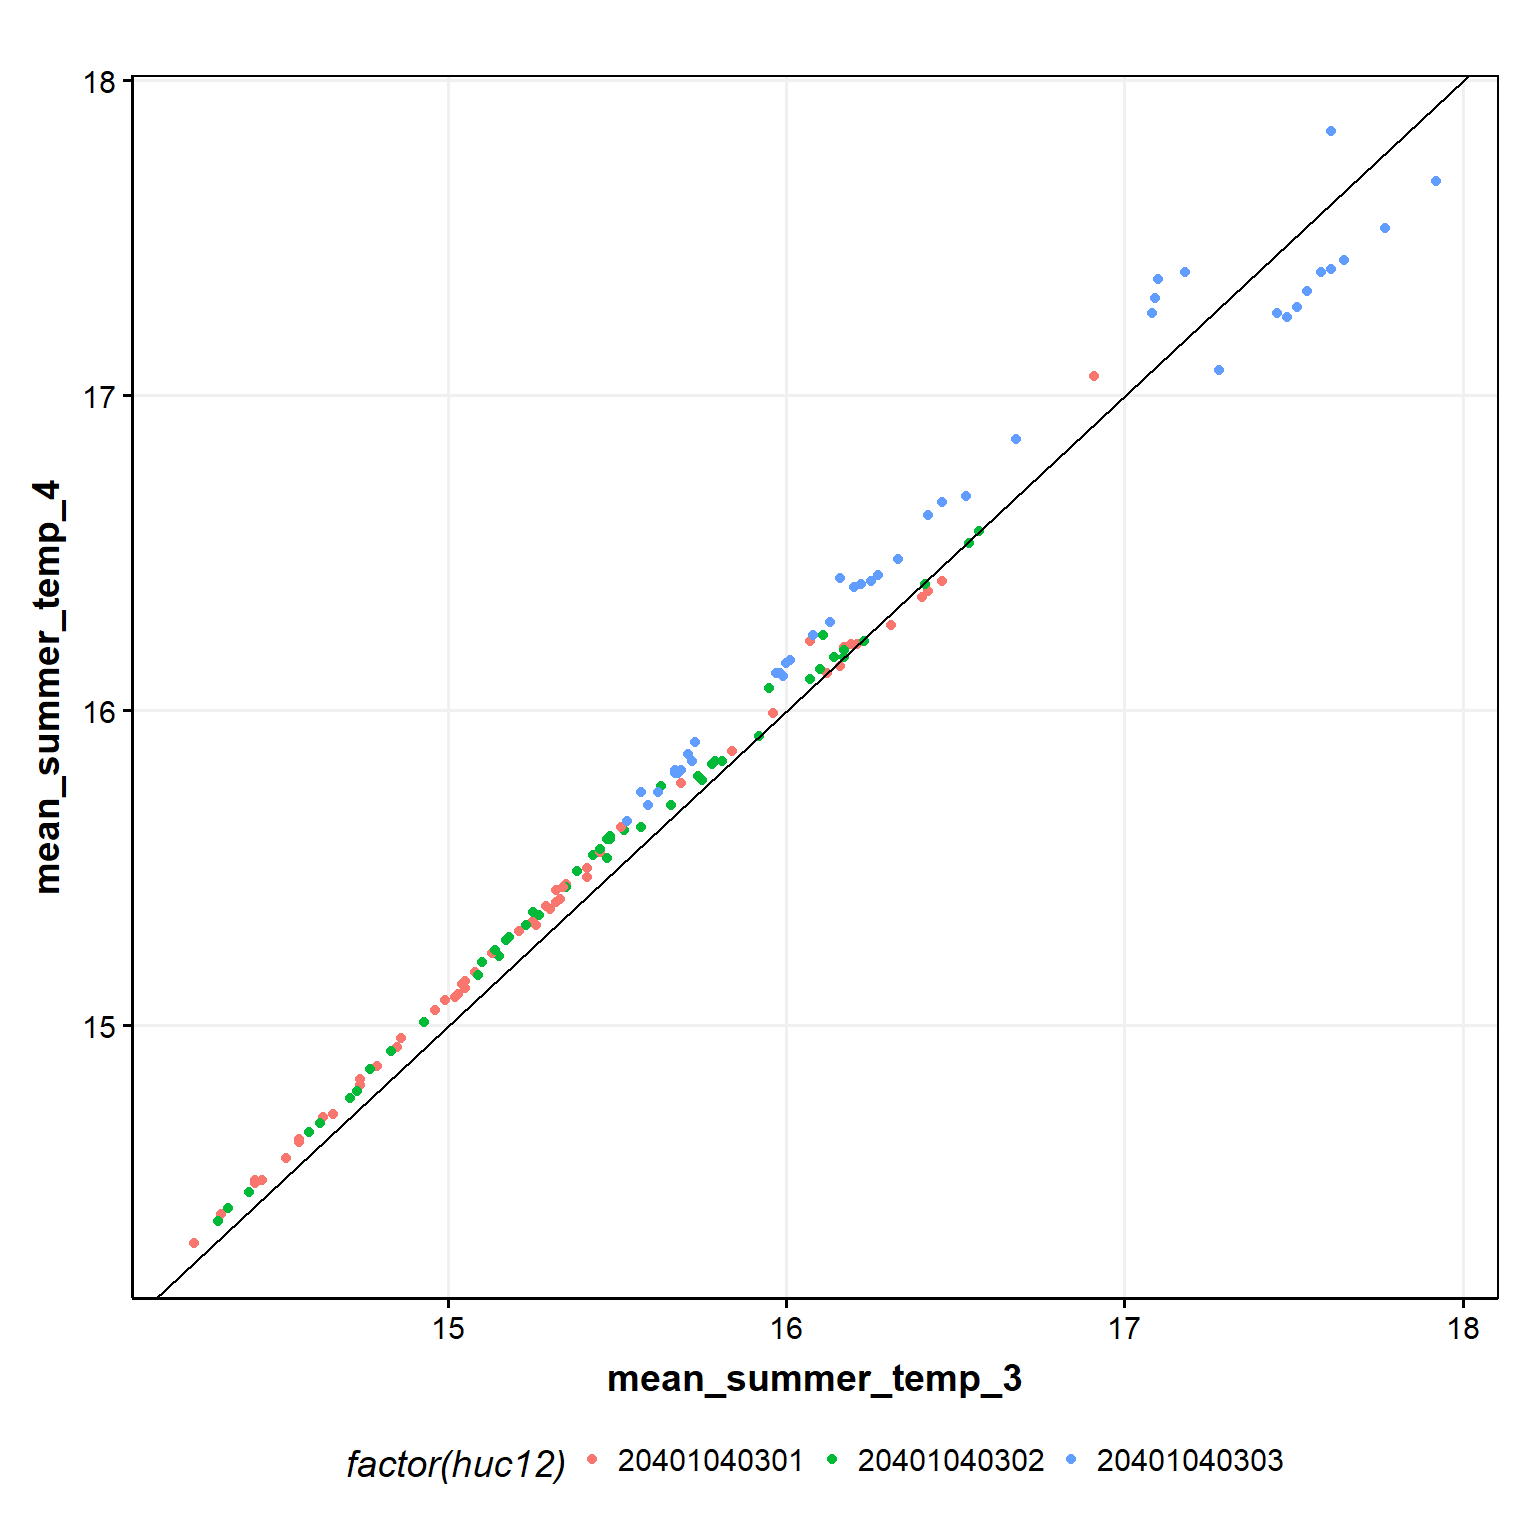 18
17
16
15
mean_summer_temp_4
15 16 17 18
mean_summer_temp_3
factor(huc12) 20401040301 20401040302 20401040303